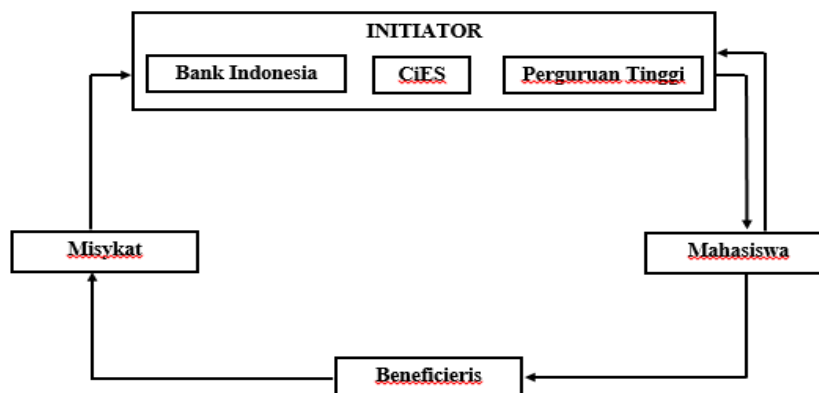 INITIATOR
Bank Indonesia CiES Perguruan Tinggi
Misykat Mahasiswa
Beneficieris